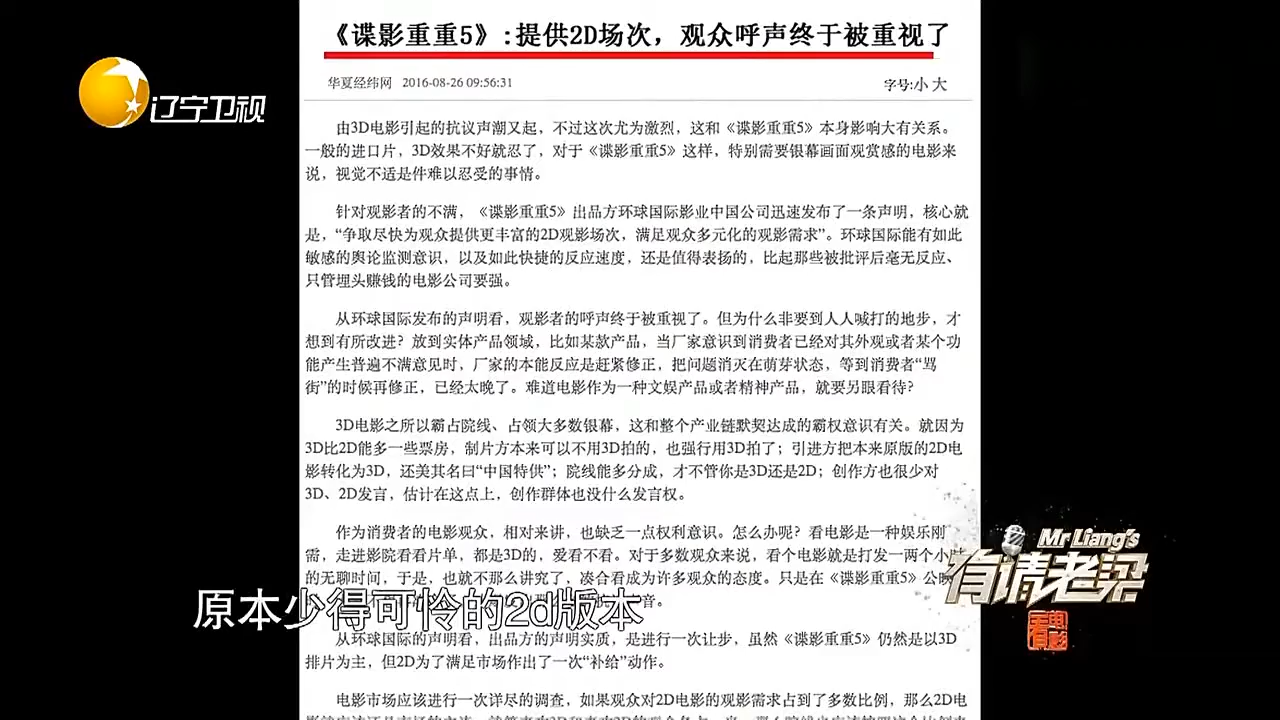 《谍影重重5》:提供2D场次，观众呼声终于被重视了
华夏经纬网 2016-08-26 09:56:31 字号:小 大
辽宁卫视
由3D电影引起的抗议声潮又起，不过这次尤为激烈，这和《谍影重重5》本身影响大有关系。
一般的进口片，3D效果不好就忍了，对于《谍影重重5》这样，特别需要银幕画面观赏感的电影来
说，视觉不适是件难以忍受的事情。
针对观影者的不满，《谍影重重5》出品方环球国际影业中国公司迅速发布了一条声明，核心就
是，“争取尽快为观众提供更丰富的2D观影场次，满足观众多元化的观影需求”。环球国际能有如此
敏感的舆论监测意识，以及如此快捷的反应速度，还是值得表扬的，比起那些被批评后毫无反应、
只管埋头赚钱的电影公司要强。
从环球国际发布的声明看，观影者的呼声终于被重视了。但为什么非要到人人喊打的地步，才
想到有所改进？放到实体产品领域，比如某款产品，当厂家意识到消费者已经对其外观或者某个功
能产生普遍不满意见时，厂家的本能反应是赶紧修正，把问题消灭在萌芽状态，等到消费者“骂
街”的时候再修正，已经太晚了。难道电影作为一种文娱产品或者精神产品，就要另眼看待？
3D电影之所以霸占院线、占领大多数银幕，这和整个产业链默契达成的霸权意识有关。就因为
3D比2D能多一些票房，制片方本来可以不用3D拍的，也强行用3D拍了；引进方把本来原版的2D电
影转化为3D，还美其名曰“中国特供”；院线能多分成，才不管你是3D还是2D；创作方也很少对
3D、2D发言，估计在这点上，创作群体也没什么发言权。
作为消费者的电影观众，相对来讲，也缺乏一点权利意识。怎么办呢？看电影是一种娱乐刚
需，走进影院看看片单，都是3D的，爱看不看。对于多数观众来说，看个电影就是打发一两个小时
的无聊时间，于是，也就不那么讲究了，凑合看成为许多观众的态度。只是在《谍影重重5》公映
音。
Mr Liang's
有请老梁
看电影
原本少得可怜的2d版本
从环球国际的声明看，出品方的声明实质，是进行一次让步，虽然《谍影重重5》仍然是以3D
排片为主，但2D为了满足市场作出了一次“补给”动作。
电影市场应该进行一次详尽的调查，如果观众对2D电影的观影需求占到了多数比例，那么2D电